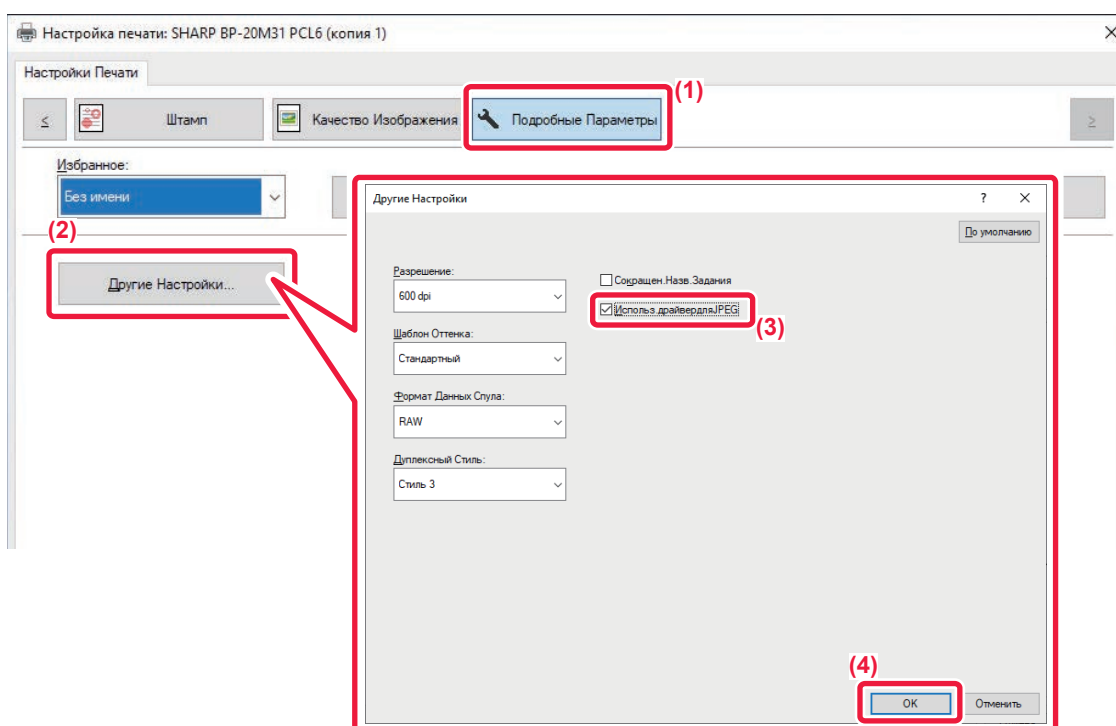 Настройка печати: SHARP BP-20M31 PCL6 (копия 1)
Настройки Печати
(1)
<
Штамп
Качество Изображения
Подробные Параметры
>
Избранное:
Без имени
(2)
Другие Настройки...
Другие Настройки
?
По умолчанию
Разрешение:
600 dpi
Сокращен.Назв.Задания
Использ.драйвердляJPEG
(3)
Шаблон Оттенка:
Стандартный
Формат Данных Спула:
RAW
Дуплексный Стиль:
Стиль 3
(4)
OK
Отменить